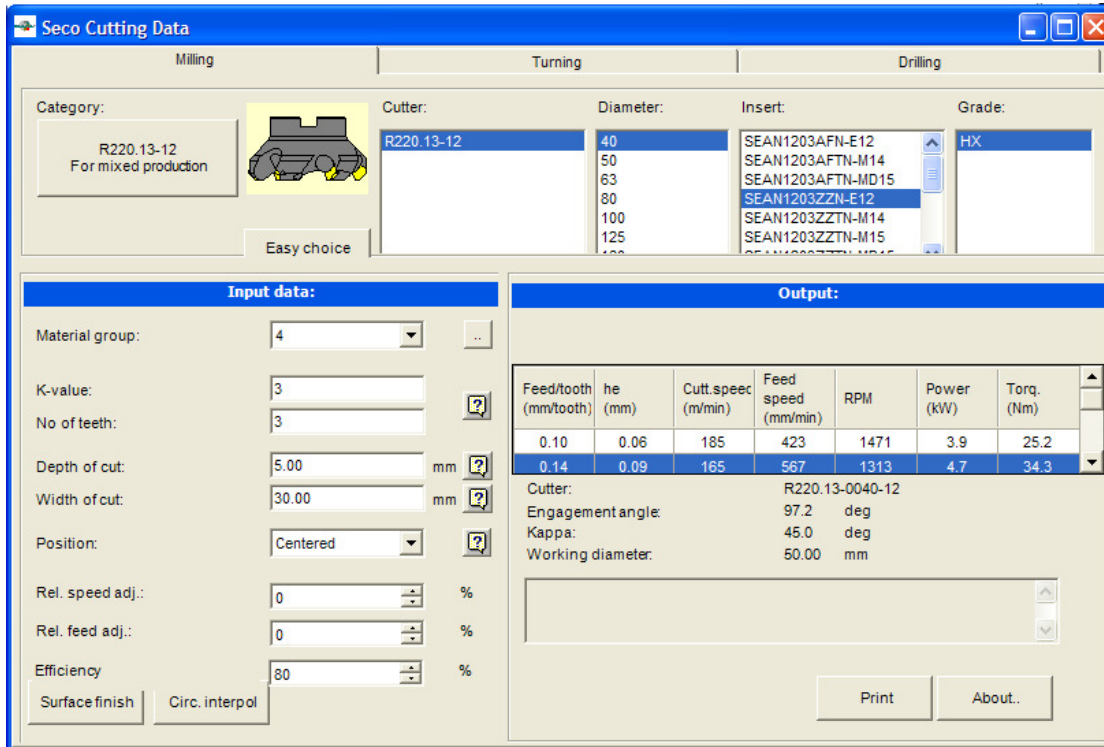 Seco Cutting Data
Milling Turning Drilling
Category: Cutter: Diameter: Insert: Grade:
R220.13-12
For mixed production
Easy choice
R220.13-12
40
50
63
80
100
125
SEAN1203AFN-E12
SEAN1203AFTN-M14
SEAN1203AFTN-MD15
SEAN1203ZZN-E12
SEAN1203ZZTN-M14
SEAN1203ZZTN-M15
HX
Input data:
Material group: 4 ..
K-value: 3
No of teeth: 3
Depth of cut: 5.00 mm
Width of cut: 30.00 mm
Position: Centered
Rel. speed adj.: 0 %
Rel. feed adj.: 0 %
Efficiency 80 %
Surface finish Circ. interpol
Output:
Feed/tooth (mm/tooth) he (mm) Cutt.speed (m/min) Feed speed (mm/min) RPM Power (kW) Torq. (Nm)
0.10 0.06 185 423 1471 3.9 25.2
0.14 0.09 165 567 1313 4.7 34.3
Cutter: R220.13-0040-12
Engagement angle: 97.2 deg
Kappa: 45.0 deg
Working diameter: 50.00 mm
Print About..